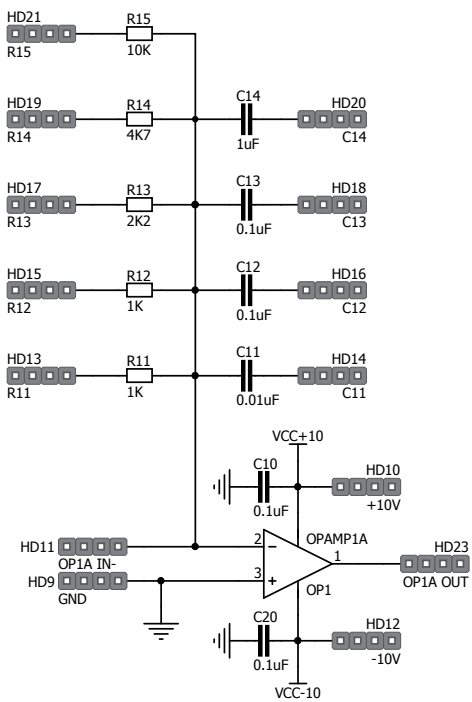 HD21
R15
R15
10K
HD19
R14
R14
4K7
C14
1uF
HD20
C14
HD17
R13
R13
2K2
C13
0.1uF
HD18
C13
HD15
R12
R12
1K
C12
0.1uF
HD16
C12
HD13
R11
R11
1K
C11
0.01uF
HD14
C11
VCC+10
C10
0.1uF
HD10
+10V
HD11
OP1A IN-
HD9
GND
2
3
OPAMP1A
1
OP1
HD23
OP1A OUT
C20
0.1uF
HD12
-10V
VCC-10